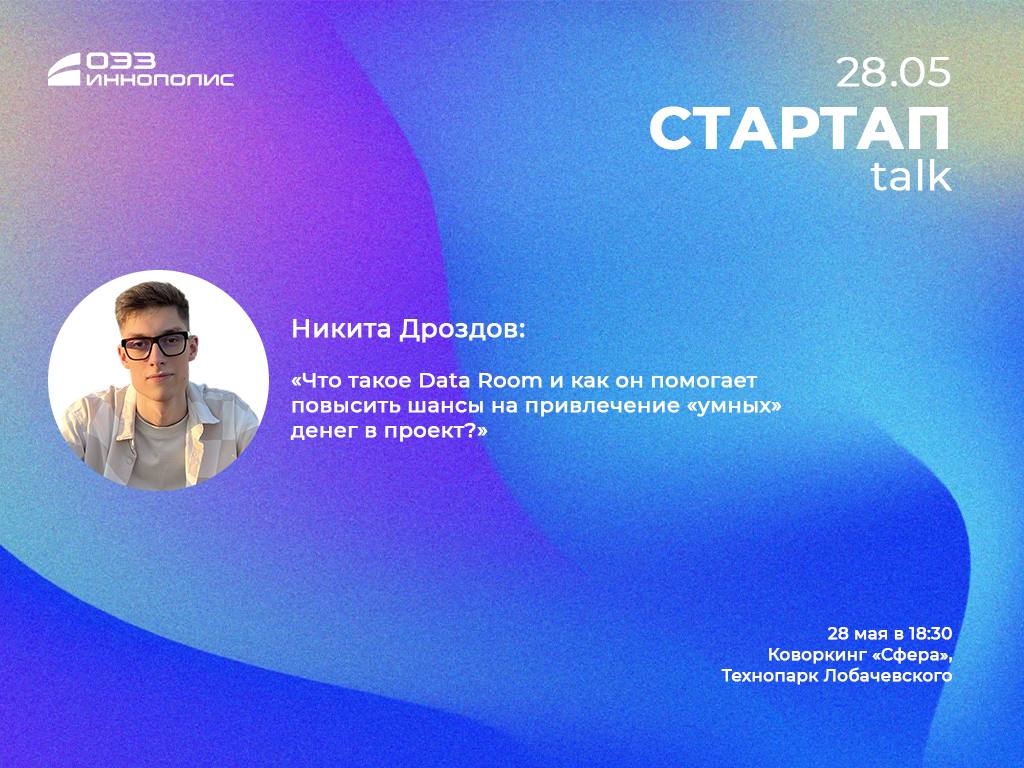 ОЭЗ
ИННОПОЛИС
28.05
СТАРТАП
talk
Никита Дроздов:
«Что такое Data Room и как он помогает
повысить шансы на привлечение «умных»
денег в проект?»
28 мая в 18:30
Коворкинг «Сфера»,
Технопарк Лобачевского